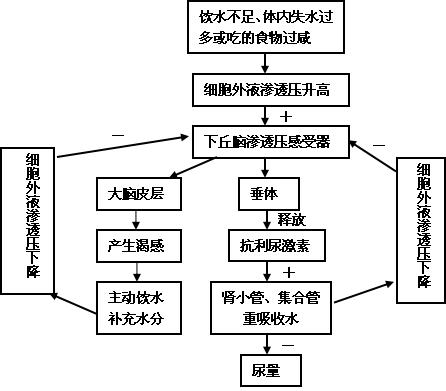 饮水不足、体内失水过
多或吃的食物过咸
细胞外液渗透压升高
＋
下丘脑渗透压感受器
－
－
细胞外液渗透压下降
大脑皮层
垂体
细胞外液渗透压下降
释放
产生渴感
抗利尿激素
＋
主动饮水
补充水分
肾小管、集合管
重吸收水
－
尿量